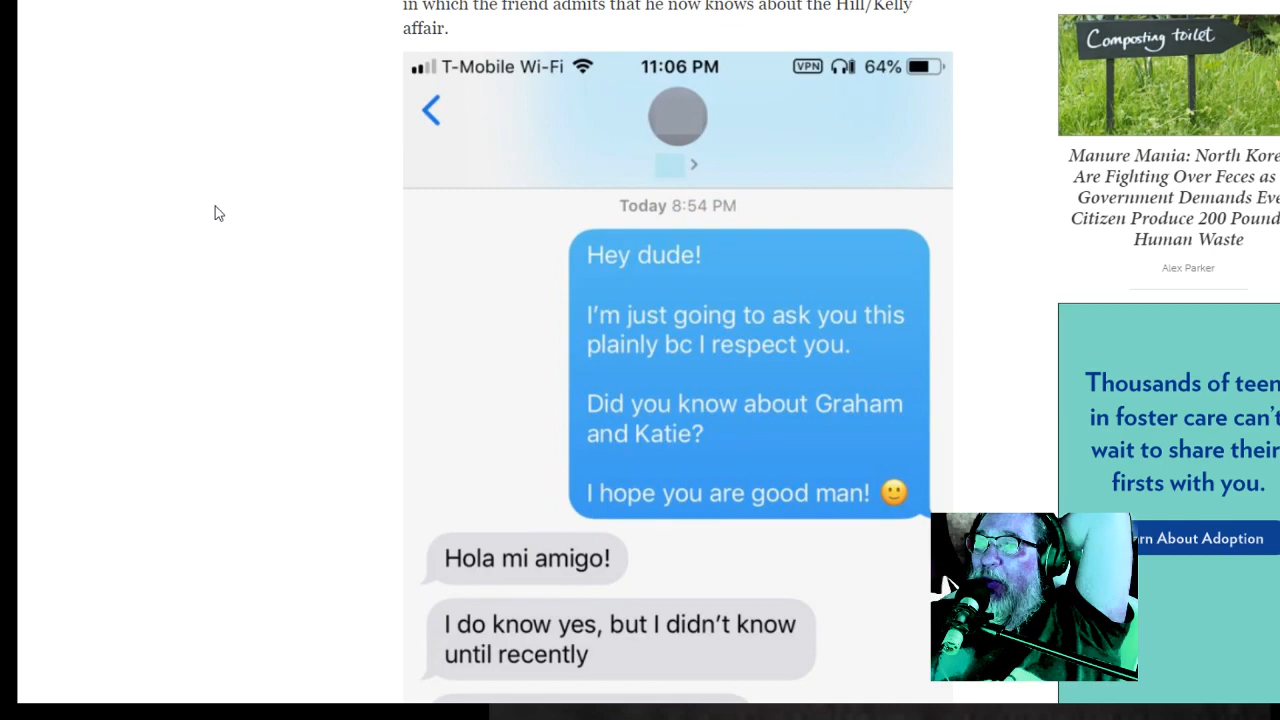 in which the friend admits that he now knows about the Hill/Kelly
affair.
T-Mobile Wi-Fi 11:06 PM VPN 64%
Today 8:54 PM
Hey dude!
I'm just going to ask you this
plainly bc I respect you.
Did you know about Graham
and Katie?
I hope you are good man! 🙂
Hola mi amigo!
I do know yes, but I didn't know
until recently
Composting toilet
Manure Mania: North Kore
Are Fighting Over Feces as
Government Demands Eve
Citizen Produce 200 Pound
Human Waste
Alex Parker
Thousands of teen
in foster care can't
wait to share their
firsts with you.
rn About Adoption